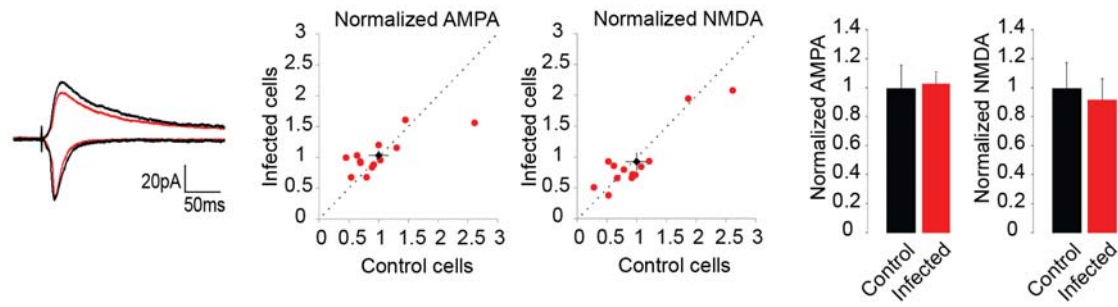 20pA
50ms
Normalized AMPA
Infected cells
3
2.5
2
1.5
1
0.5
0
0 0.5 1 1.5 2 2.5 3
Control cells
Normalized NMDA
Infected cells
3
2.5
2
1.5
1
0.5
0
0 0.5 1 1.5 2 2.5 3
Control cells
Normalized AMPA
1.4
1.2
1
0.8
0.6
0.4
0.2
0
Control
Infected
Normalized NMDA
1.4
1.2
1
0.8
0.6
0.4
0.2
0
Control
Infected